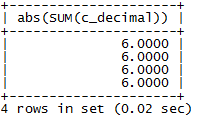 +--------------------+
| abs(SUM(c_decimal)) |
+--------------------+
| 6.0000 |
| 6.0000 |
| 6.0000 |
| 6.0000 |
+--------------------+
4 rows in set (0.02 sec)